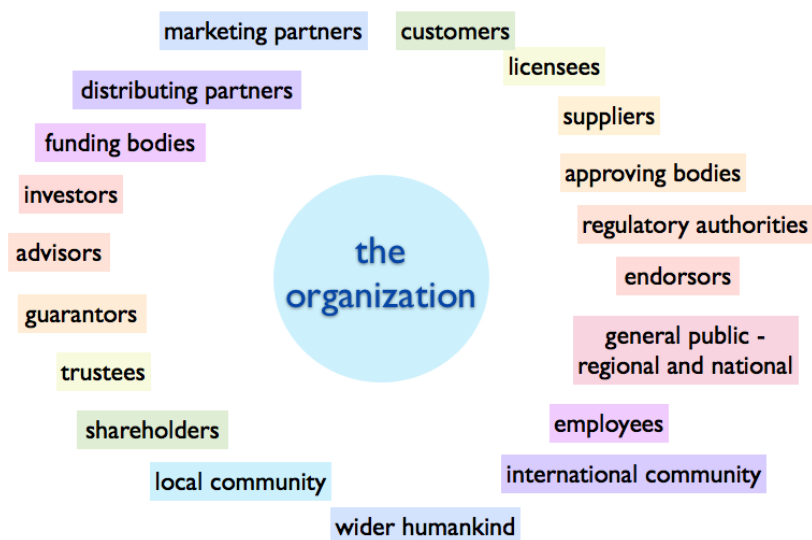 marketing partners
customers
licensees
distributing partners
suppliers
funding bodies
approving bodies
investors
regulatory authorities
advisors
the
organization
endorsors
guarantors
general public -
regional and national
trustees
employees
shareholders
local community
international community
wider humankind